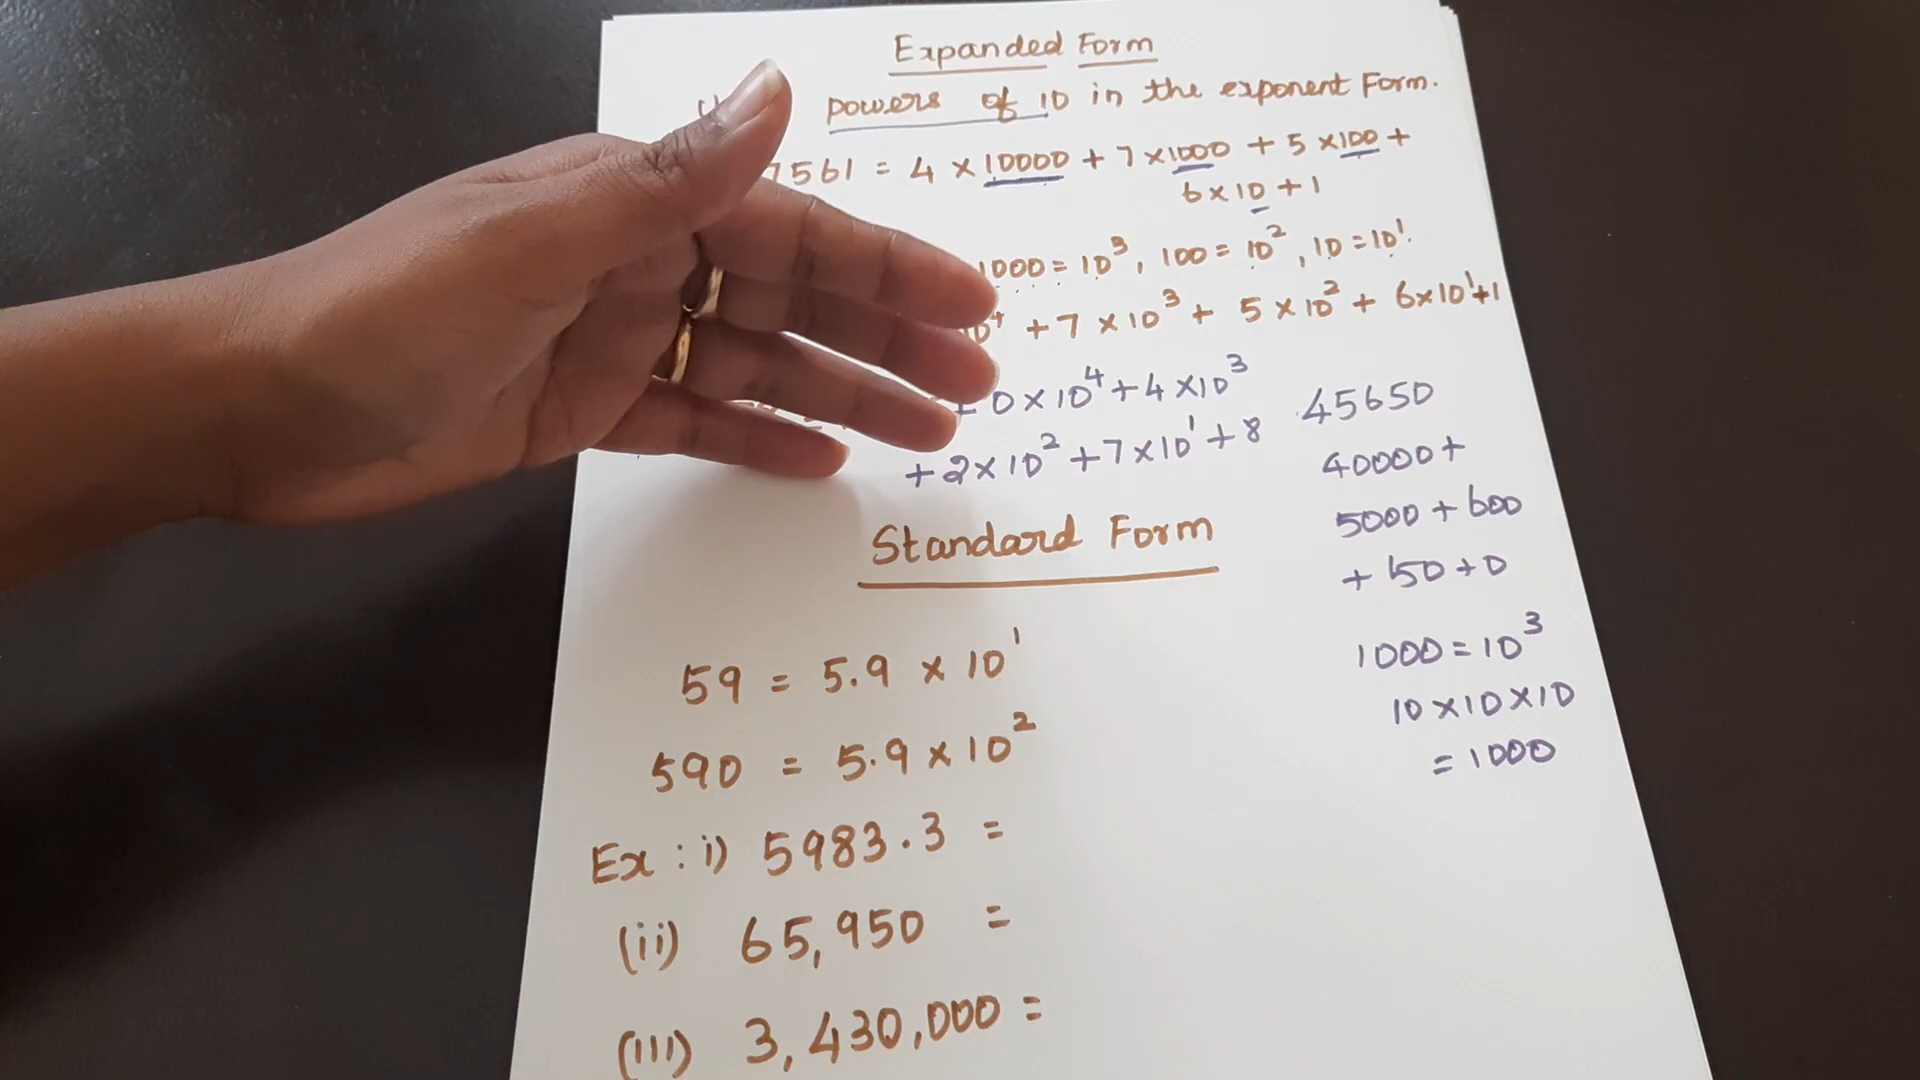 Expanded Form
powers of 10 in the exponent Form.
7561 = 4 × 10000 + 7 × 1000 + 5 × 100 +
6 × 10 + 1
1000 = 10³, 100 = 10², 10 = 10¹.
+ 7 × 10³ + 5 × 10² + 6 × 10¹ + 1
+ 0 × 10⁴ + 4 × 10³
+ 2 × 10² + 7 × 10¹ + 8
45650
40000 +
5000 + 600
+ 50 + 0
1000 = 10³
10 × 10 × 10
= 1000
Standard Form
59 = 5.9 × 10¹
590 = 5.9 × 10²
Ex : i) 5983.3 =
(ii) 65,950 =
(iii) 3,430,000 =